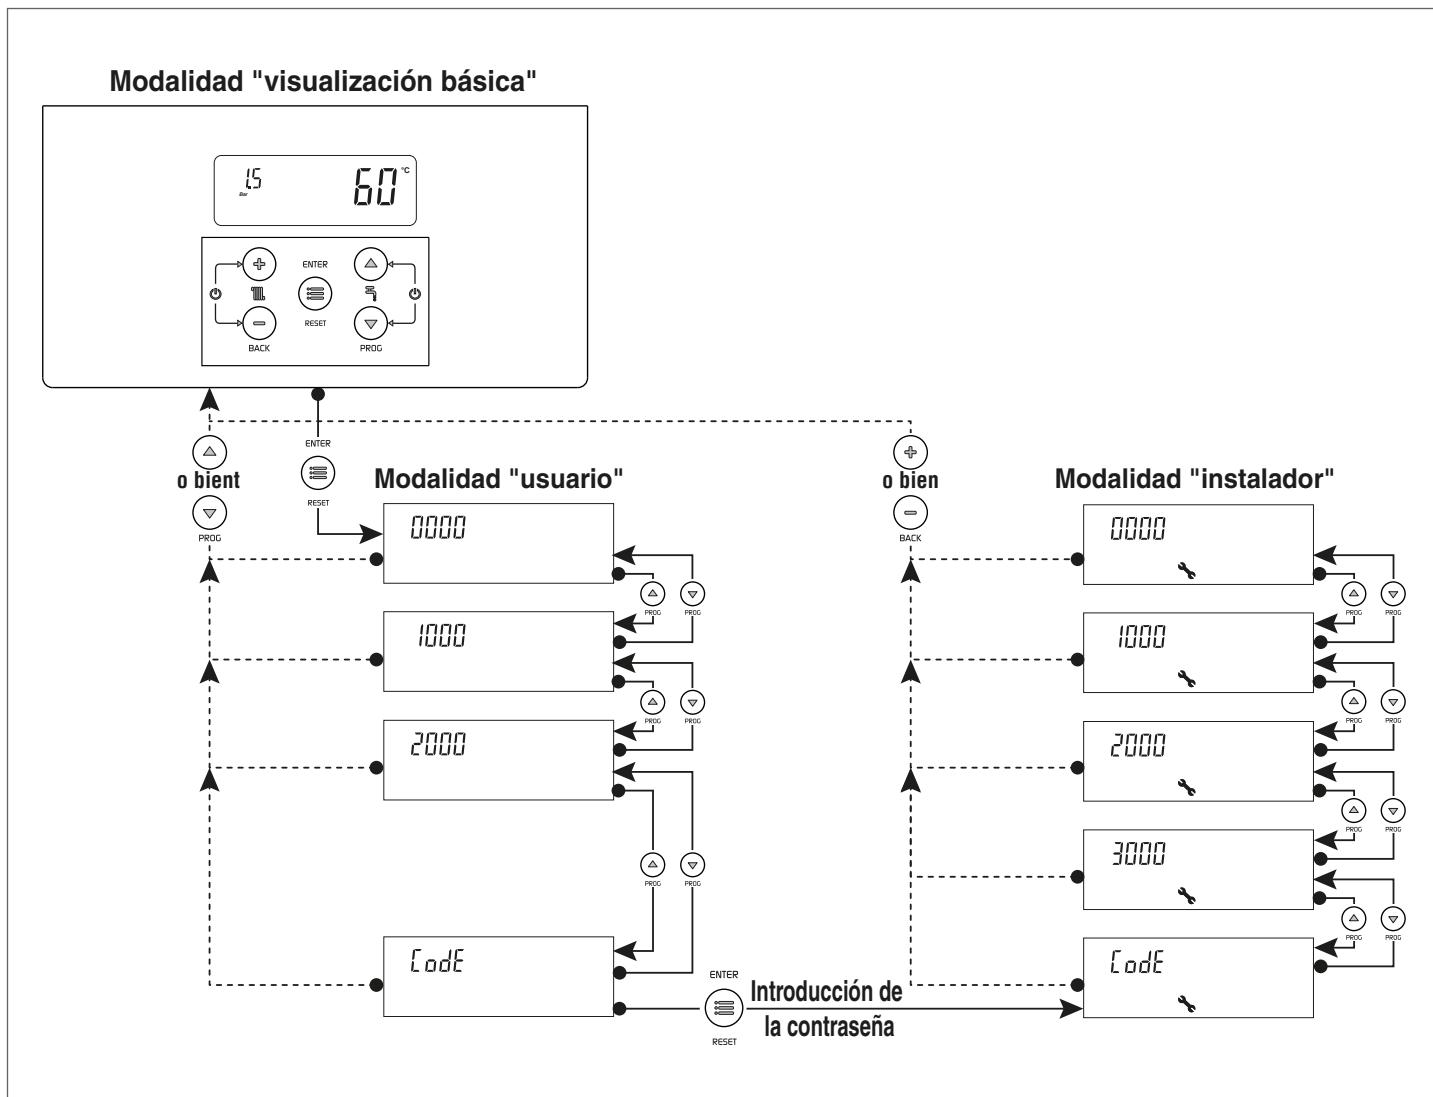 Modalidad "visualización básica"
1.5
Bar
60 °C
ENTER
RESET
BACK
PROG
ENTER
RESET
o bient
PROG
Modalidad "usuario"
0000
PROG
PROG
1000
PROG
PROG
2000
PROG
PROG
CodE
ENTER
RESET
Introducción de
la contraseña
o bien
BACK
Modalidad "instalador"
0000
PROG
PROG
1000
PROG
PROG
2000
PROG
PROG
3000
PROG
PROG
CodE